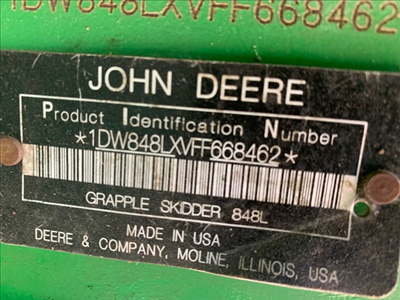 1DW848LXVFF668462
JOHN DEERE
Product Identification Number
*1DW848LXVFF668462*
GRAPPLE SKIDDER 848L
MADE IN USA
DEERE & COMPANY, MOLINE, ILLINOIS, USA